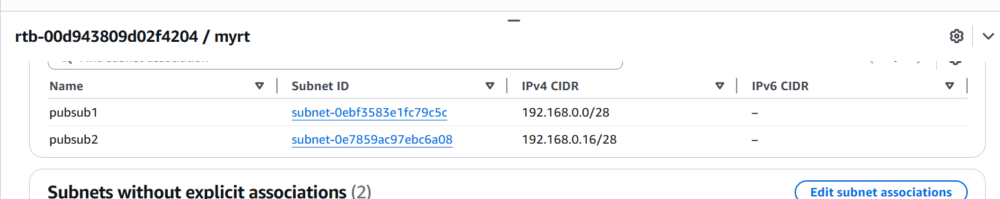 rtb-00d943809d02f4204 / myrt
Name Subnet ID IPv4 CIDR IPv6 CIDR
pubsub1 subnet-0ebf3583e1fc79c5c 192.168.0.0/28 –
pubsub2 subnet-0e7859ac97ebc6a08 192.168.0.16/28 –
Subnets without explicit associations (2) Edit subnet associations